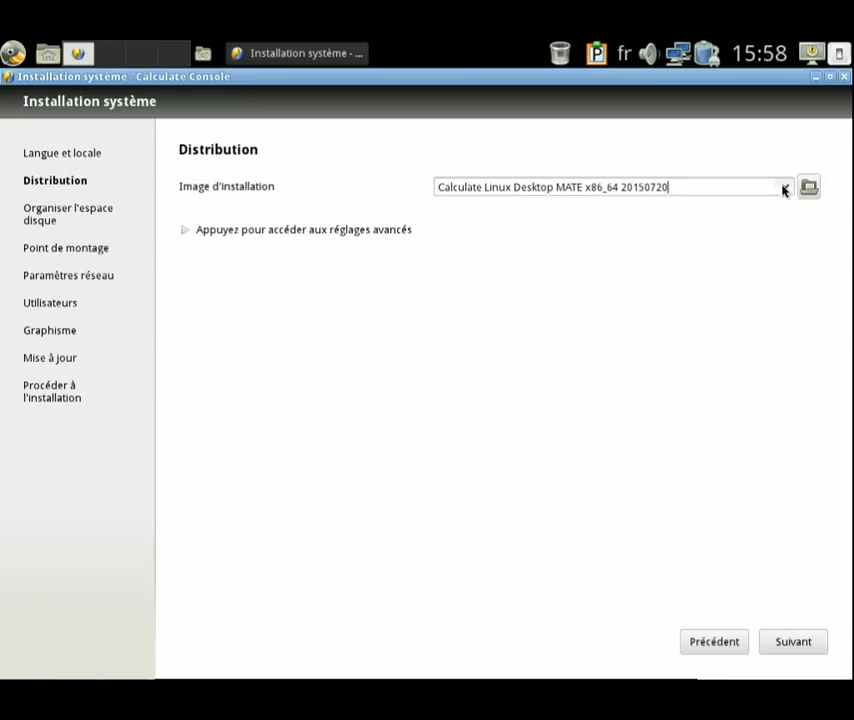 Installation système - ...
fr
15:58
Installation système - Calculate Console
Installation système
Langue et locale
Distribution
Organiser l'espace
disque
Point de montage
Paramètres réseau
Utilisateurs
Graphisme
Mise à jour
Procéder à
l'installation
Distribution
Image d'installation
Calculate Linux Desktop MATE x86_64 20150720
Appuyez pour accéder aux réglages avancés
Précédent
Suivant